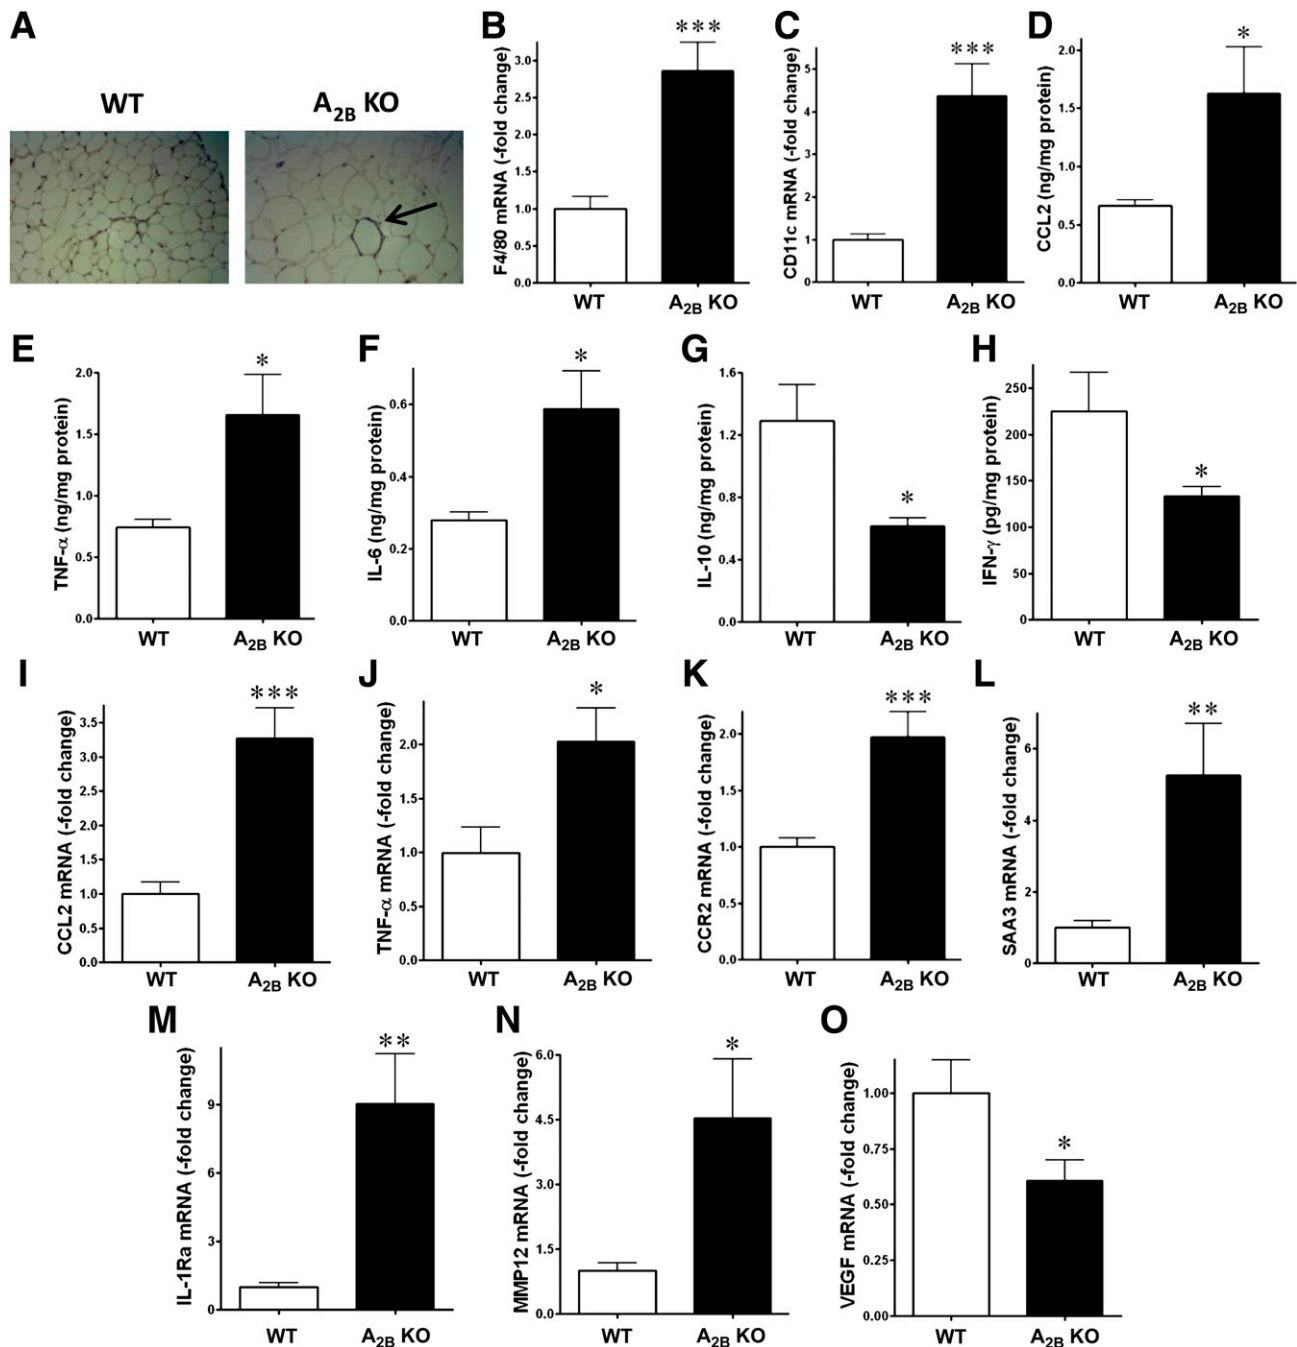 A
WT
A2B KO
B
***
F4/80 mRNA (-fold change)
3.0
2.5
2.0
1.5
1.0
0.5
0.0
WT
A2B KO
C
***
CD11c mRNA (-fold change)
5
4
3
2
1
0
WT
A2B KO
D
*
CCL2 (ng/mg protein)
2.0
1.5
1.0
0.5
0.0
WT
A2B KO
E
*
TNF-α (ng/mg protein)
2.0
1.5
1.0
0.5
0.0
WT
A2B KO
F
*
IL-6 (ng/mg protein)
0.6
0.4
0.2
0.0
WT
A2B KO
G
*
IL-10 (ng/mg protein)
1.6
1.2
0.8
0.4
0.0
WT
A2B KO
H
*
IFN-γ (pg/mg protein)
250
200
150
100
50
0
WT
A2B KO
I
***
CCL2 mRNA (-fold change)
3.5
3.0
2.5
2.0
1.5
1.0
0.5
0.0
WT
A2B KO
J
*
TNF-α mRNA (-fold change)
2.0
1.5
1.0
0.5
0.0
WT
A2B KO
K
***
CCR2 mRNA (-fold change)
2.0
1.5
1.0
0.5
0.0
WT
A2B KO
L
**
SAA3 mRNA (-fold change)
6
4
2
0
WT
A2B KO
M
**
IL-1Ra mRNA (-fold change)
9
6
3
0
WT
A2B KO
N
*
MMP12 mRNA (-fold change)
6.0
4.5
3.0
1.5
0.0
WT
A2B KO
O
*
VEGF mRNA (-fold change)
1.00
0.75
0.50
0.25
0.00
WT
A2B KO